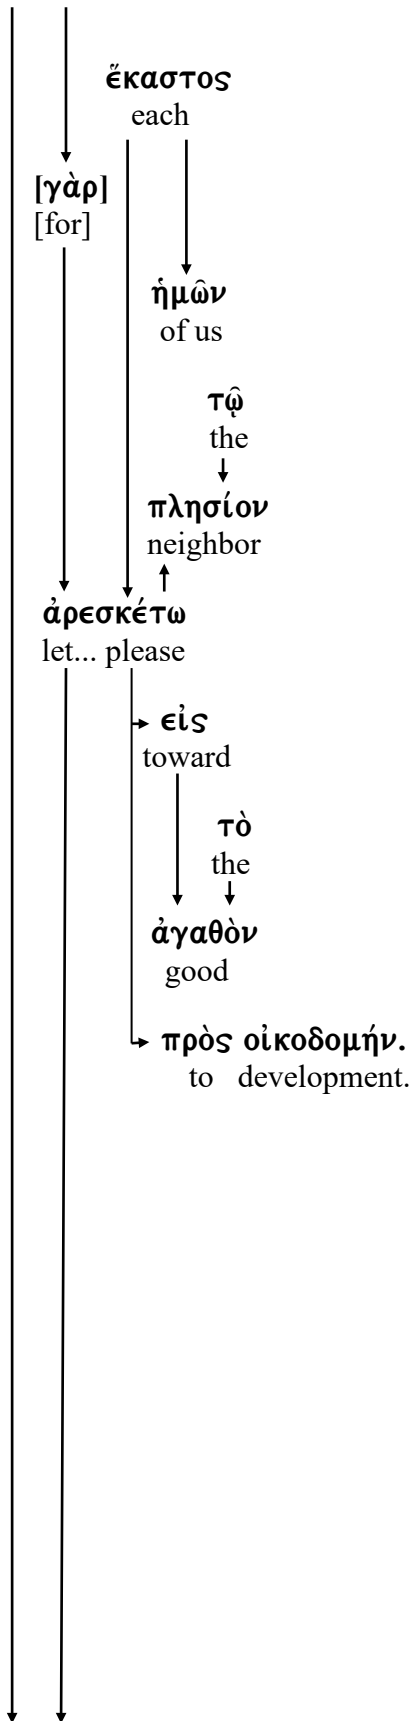 ἕκαστος
each
[γὰρ]
[for]
ἡμῶν
of us
τῷ
the
πλησίον
neighbor
ἀρεσκέτω
let... please
εἰς
toward
τὸ
the
ἀγαθὸν
good
πρὸς οἰκοδομήν.
to development.